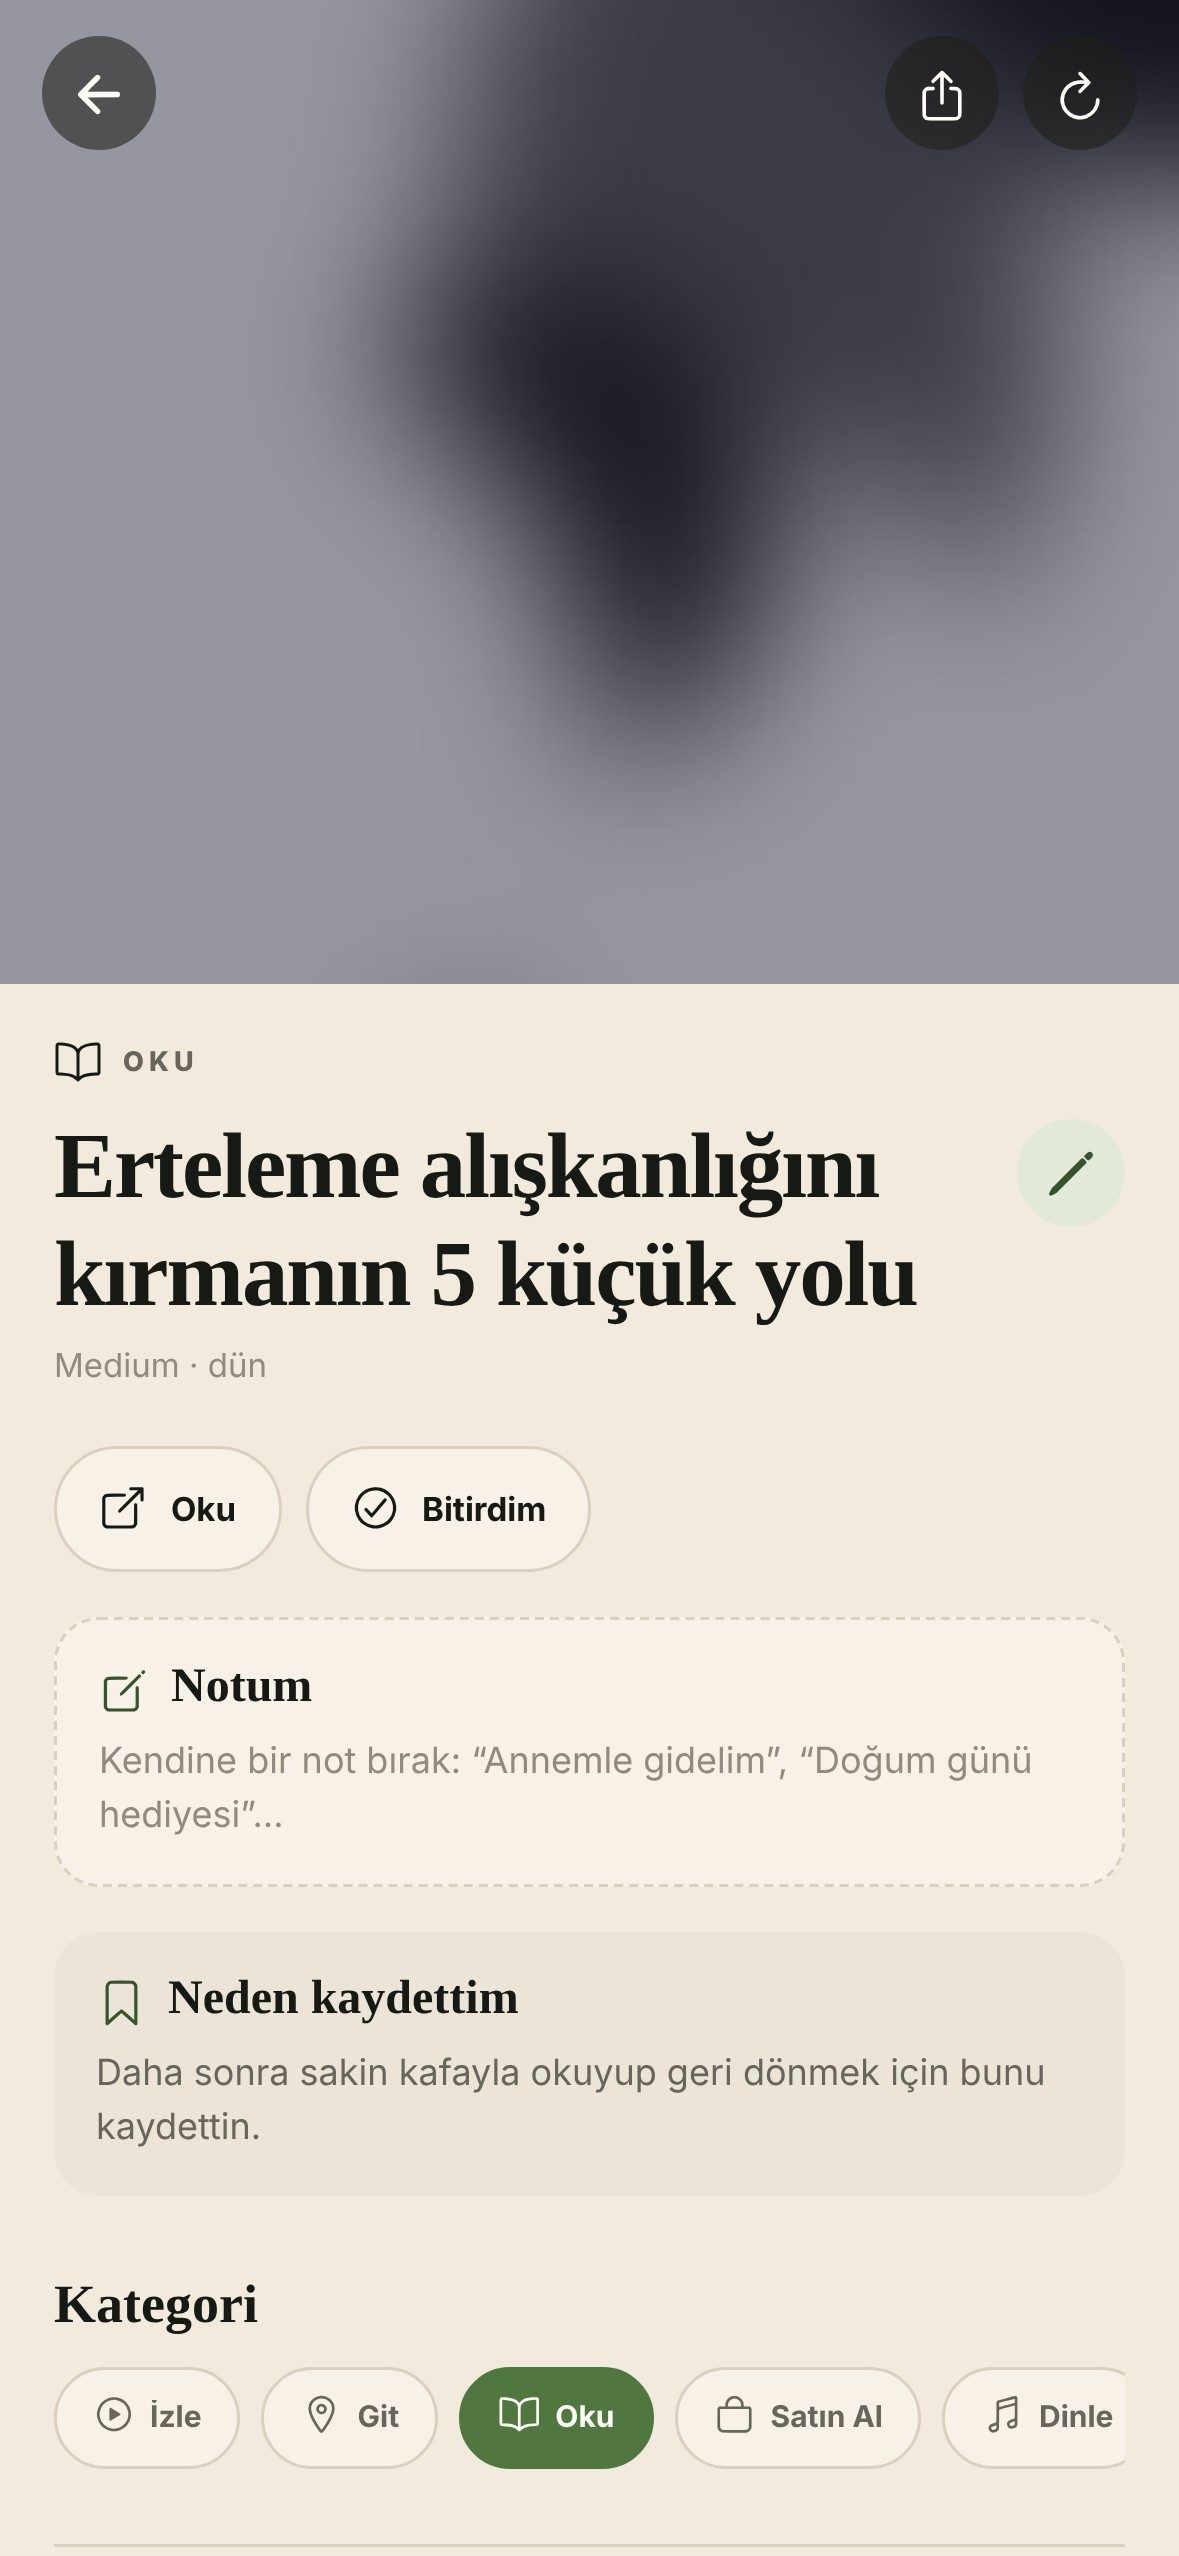 OKU
Erteleme alışkanlığını
kırmanın 5 küçük yolu
Medium · dün
Oku
Bitirdim
Notum
Kendine bir not bırak: “Annemle gidelim”, “Doğum günü
hediyesi”...
Neden kaydettim
Daha sonra sakin kafayla okuyup geri dönmek için bunu
kaydettin.
Kategori
İzle
Git
Oku
Satın Al
Dinle